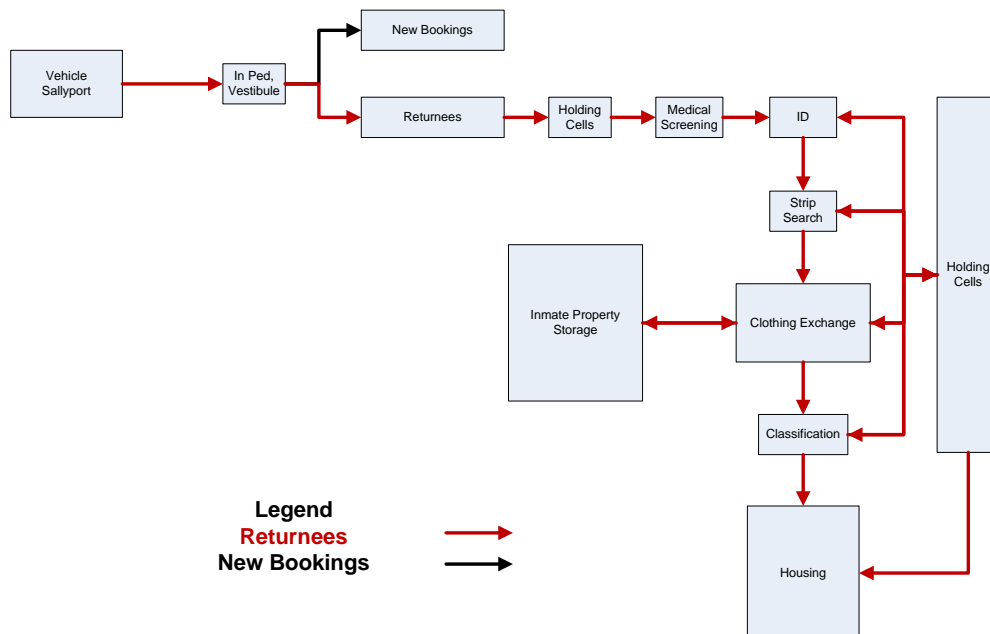 New Bookings
Vehicle
Sallyport
In Ped,
Vestibule
Returnees
Holding
Cells
Medical
Screening
ID
Strip
Search
Holding
Cells
Inmate Property
Storage
Clothing Exchange
Classification
Legend
Returnees
New Bookings
Housing